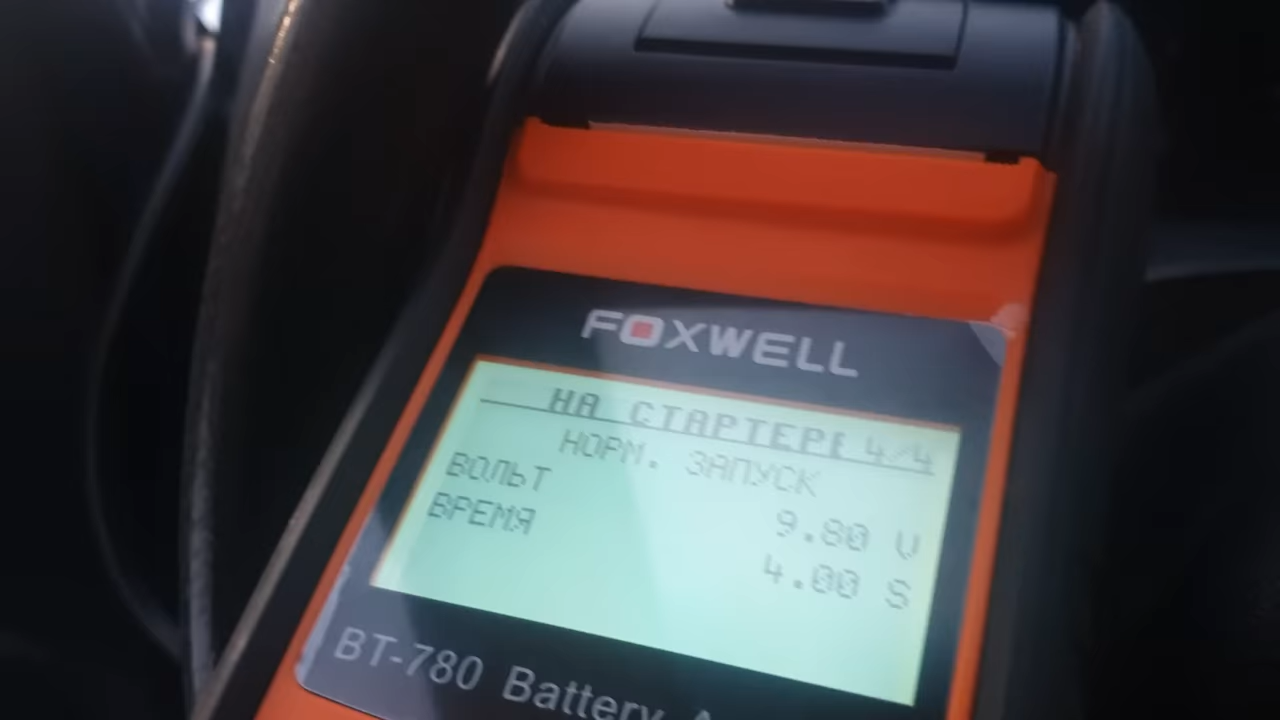 FOXWELL
НА СТАРТЕРЕ 4/4
НОРМ. ЗАПУСК
ВОЛЬТ 9.80 V
ВРЕМЯ 4.00 S
BT-780 Battery